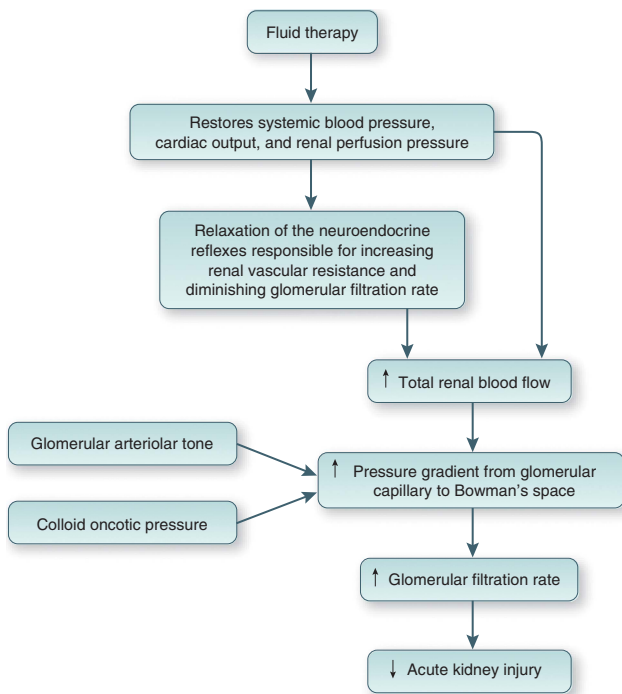 Fluid therapy
Restores systemic blood pressure,
cardiac output, and renal perfusion pressure
Relaxation of the neuroendocrine
reflexes responsible for increasing
renal vascular resistance and
diminishing glomerular filtration rate
↑ Total renal blood flow
Glomerular arteriolar tone
↑ Pressure gradient from glomerular
capillary to Bowman’s space
Colloid oncotic pressure
↑ Glomerular filtration rate
↓ Acute kidney injury